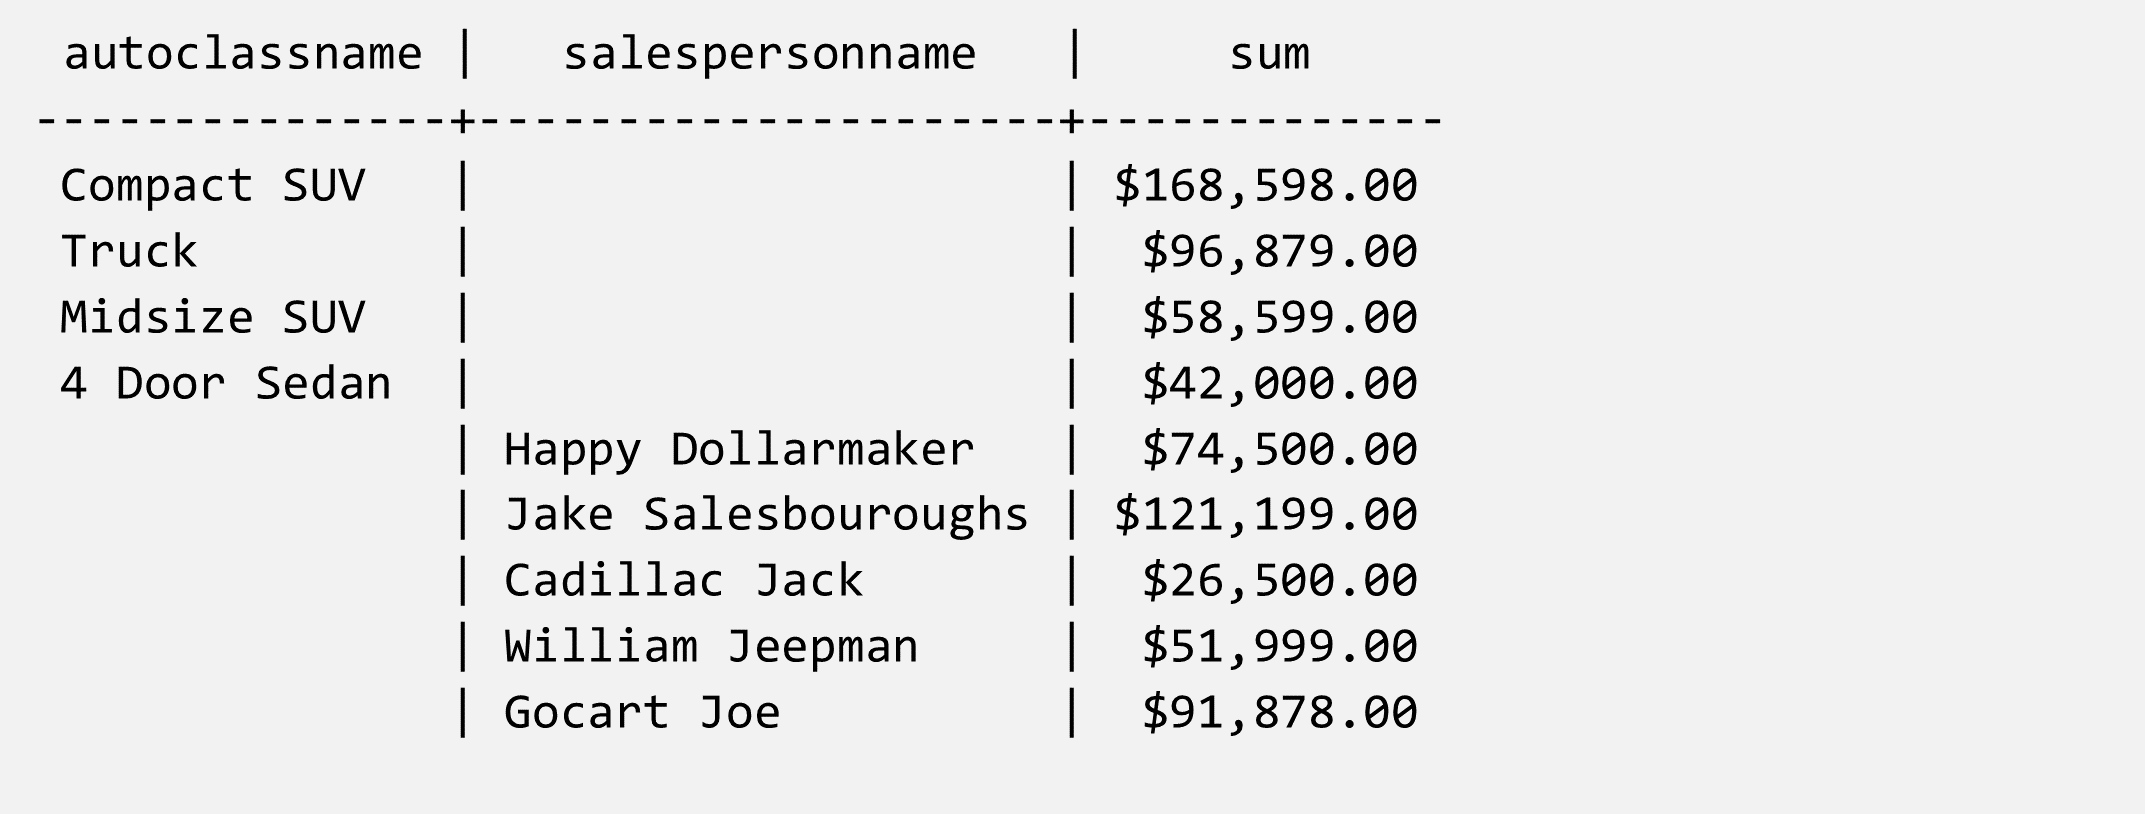 autoclassname | salespersonname | sum
---------------+---------------------+-------------
Compact SUV | | $168,598.00
Truck | | $96,879.00
Midsize SUV | | $58,599.00
4 Door Sedan | | $42,000.00
| Happy Dollarmaker | $74,500.00
| Jake Salesbouroughs | $121,199.00
| Cadillac Jack | $26,500.00
| William Jeepman | $51,999.00
| Gocart Joe | $91,878.00